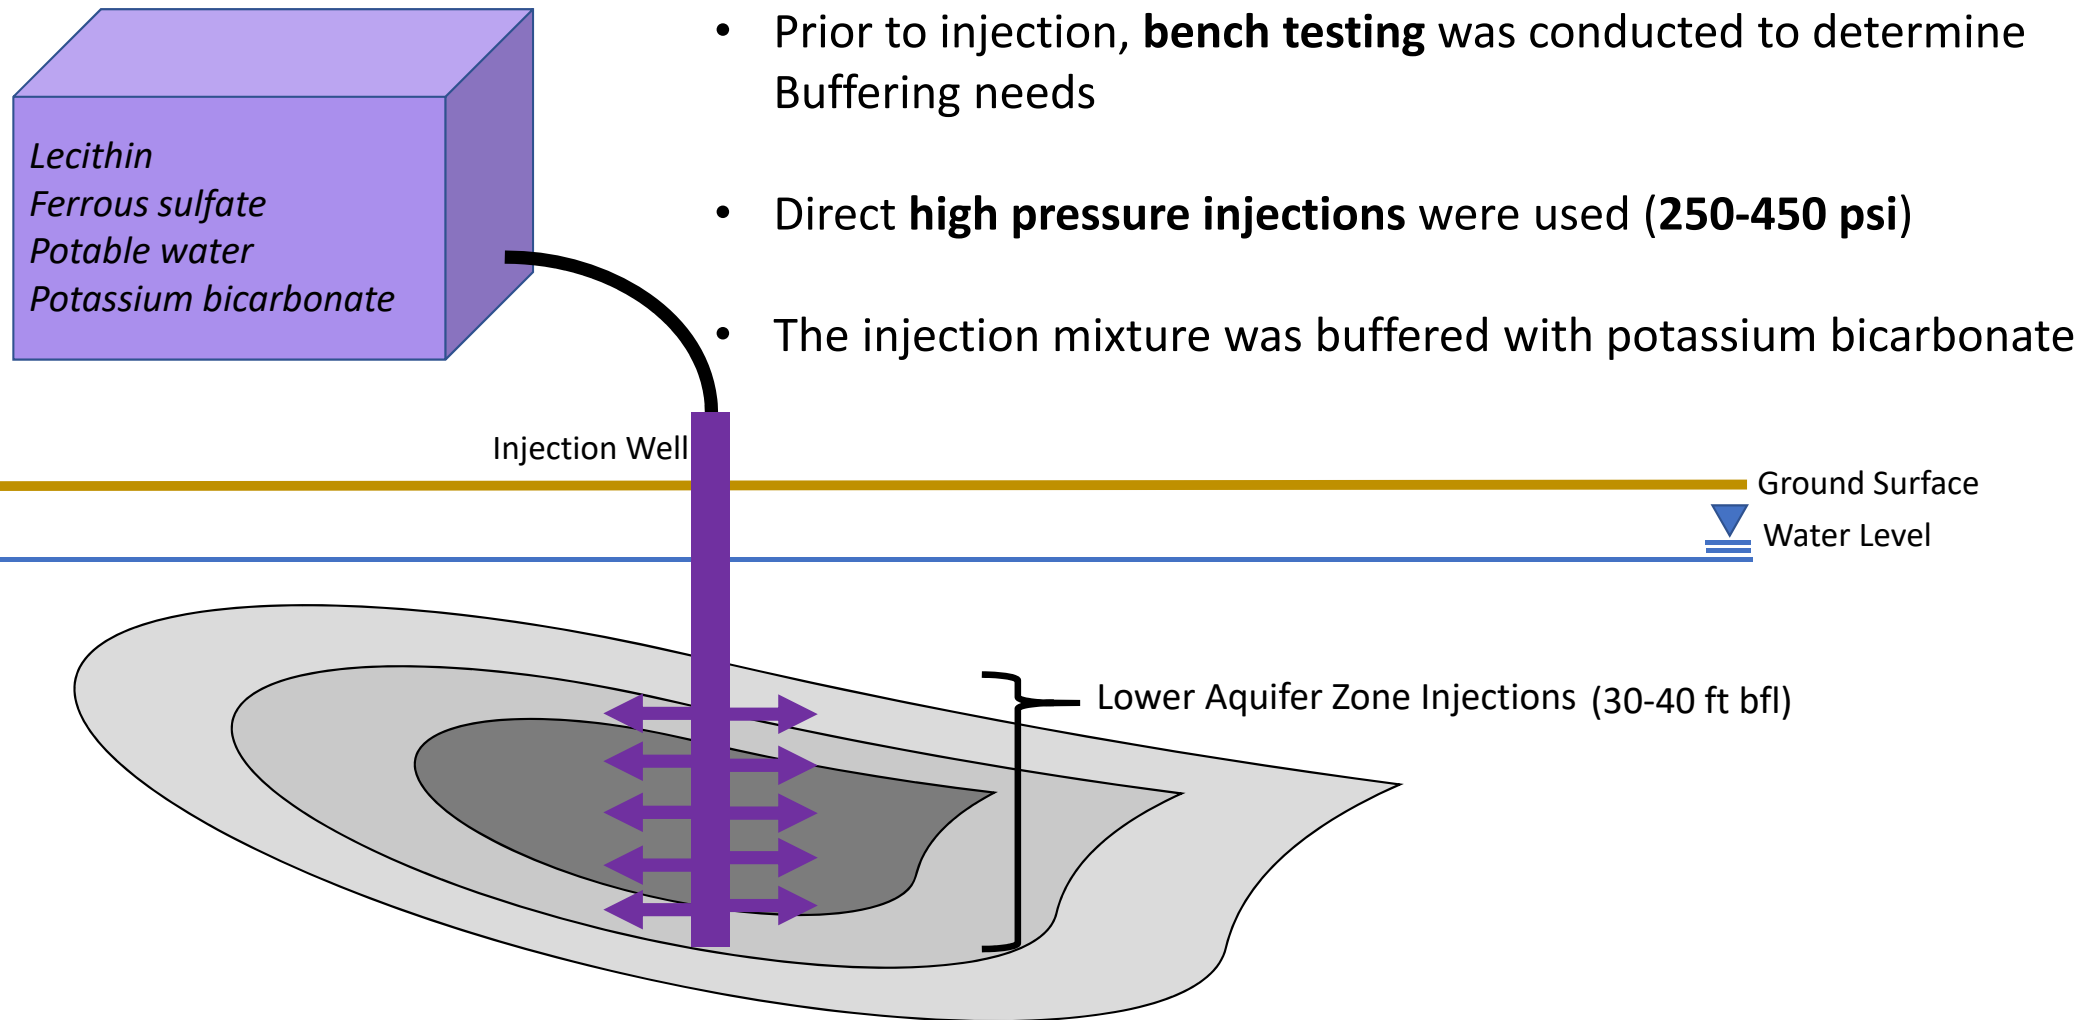 • Prior to injection, bench testing was conducted to determine
Buffering needs
• Direct high pressure injections were used (250-450 psi)
• The injection mixture was buffered with potassium bicarbonate
Lecithin
Ferrous sulfate
Potable water
Potassium bicarbonate
Injection Well
Ground Surface
Water Level
Lower Aquifer Zone Injections (30-40 ft bfl)